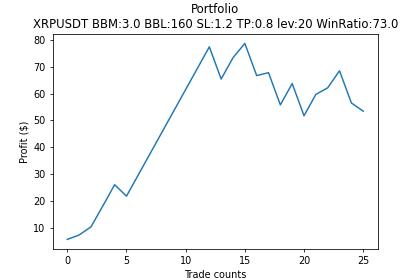 Portfolio
XRPUSDT BBM:3.0 BBL:160 SL:1.2 TP:0.8 lev:20 WinRatio:73.0
80
70
60
50
40
30
20
10
Profit ($)
0 5 10 15 20 25
Trade counts